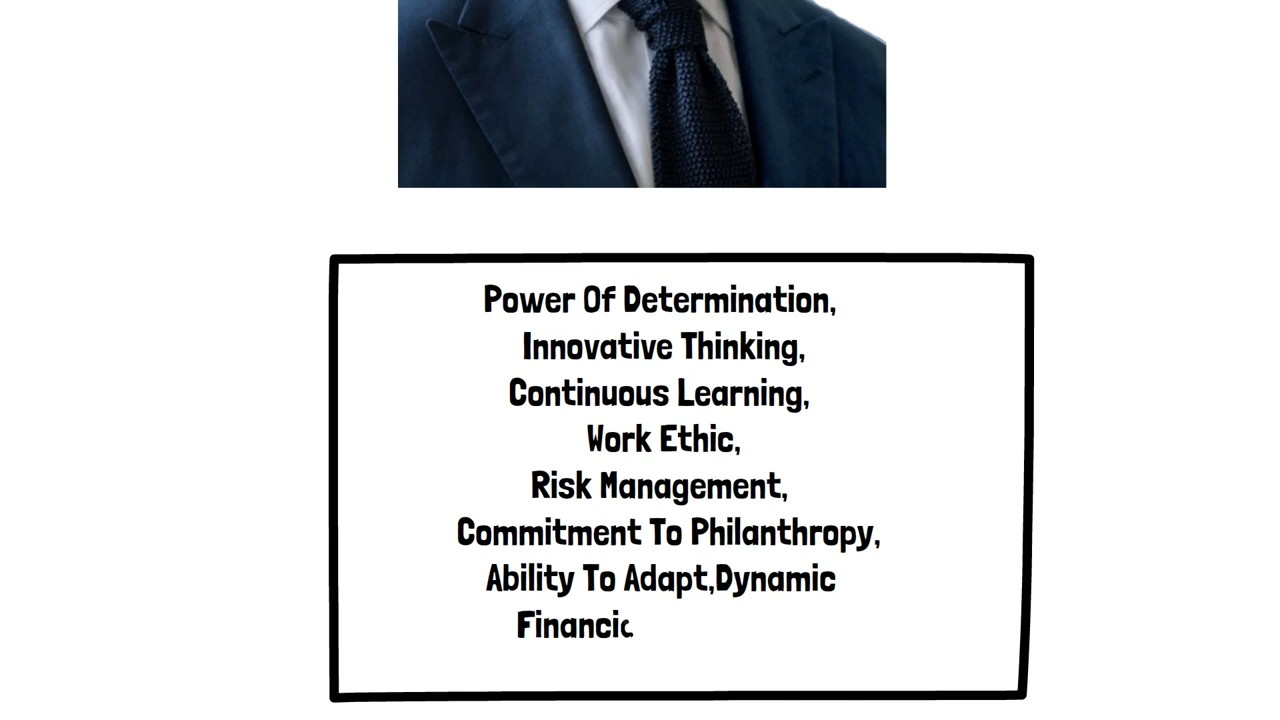 Power Of Determination,
Innovative Thinking,
Continuous Learning,
Work Ethic,
Risk Management,
Commitment To Philanthropy,
Ability To Adapt,Dynamic